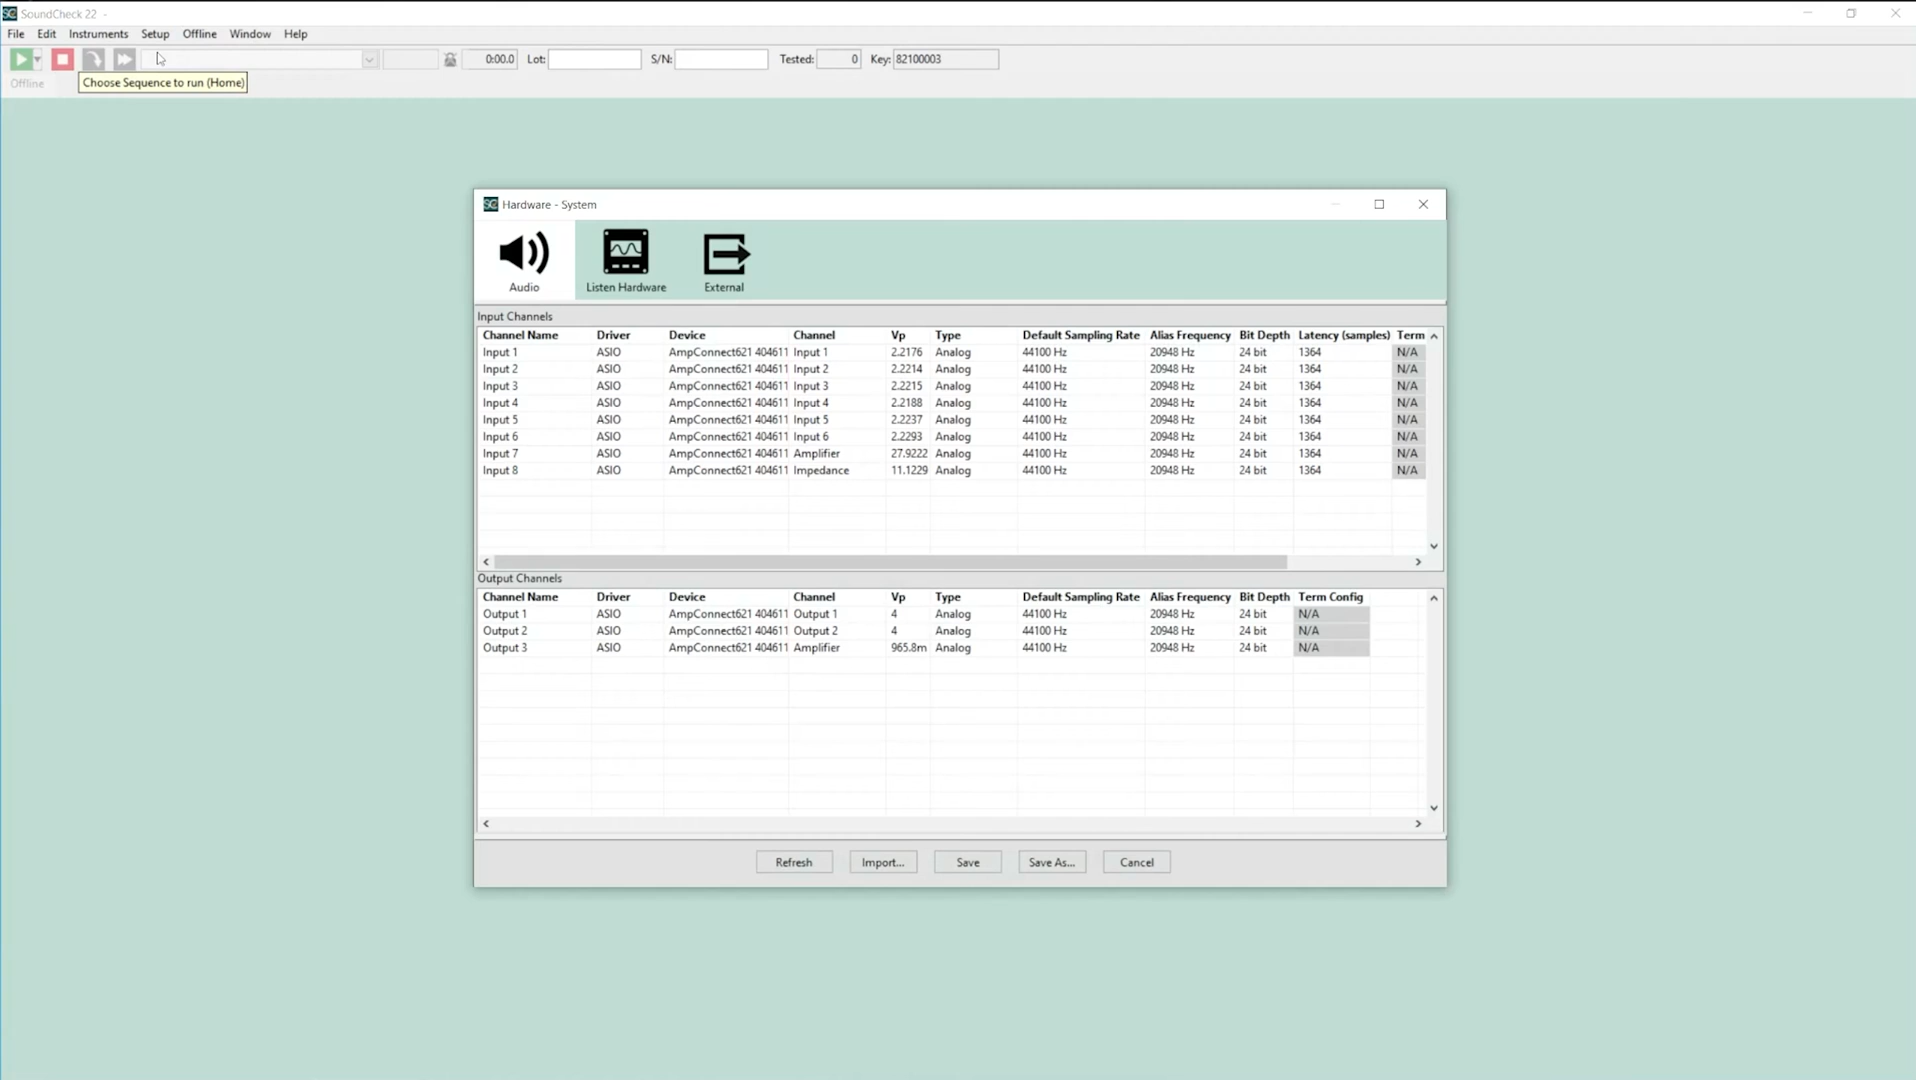 SoundCheck 22 -
File Edit Instruments Setup Offline Window Help
0:00.0 Lot: S/N: Tested: 0 Key: 82100003
Offline
Choose Sequence to run (Home)
Hardware - System
Audio Listen Hardware External
Input Channels
Channel Name Driver Device Channel Vp Type Default Sampling Rate Alias Frequency Bit Depth Latency (samples) Term
Input 1 ASIO AmpConnect621 404611 Input 1 2.2176 Analog 44100 Hz 20948 Hz 24 bit 1364 N/A
Input 2 ASIO AmpConnect621 404611 Input 2 2.2214 Analog 44100 Hz 20948 Hz 24 bit 1364 N/A
Input 3 ASIO AmpConnect621 404611 Input 3 2.2215 Analog 44100 Hz 20948 Hz 24 bit 1364 N/A
Input 4 ASIO AmpConnect621 404611 Input 4 2.2188 Analog 44100 Hz 20948 Hz 24 bit 1364 N/A
Input 5 ASIO AmpConnect621 404611 Input 5 2.2237 Analog 44100 Hz 20948 Hz 24 bit 1364 N/A
Input 6 ASIO AmpConnect621 404611 Input 6 2.2293 Analog 44100 Hz 20948 Hz 24 bit 1364 N/A
Input 7 ASIO AmpConnect621 404611 Amplifier 27.9222 Analog 44100 Hz 20948 Hz 24 bit 1364 N/A
Input 8 ASIO AmpConnect621 404611 Impedance 11.1229 Analog 44100 Hz 20948 Hz 24 bit 1364 N/A
Output Channels
Channel Name Driver Device Channel Vp Type Default Sampling Rate Alias Frequency Bit Depth Term Config
Output 1 ASIO AmpConnect621 404611 Output 1 4 Analog 44100 Hz 20948 Hz 24 bit N/A
Output 2 ASIO AmpConnect621 404611 Output 2 4 Analog 44100 Hz 20948 Hz 24 bit N/A
Output 3 ASIO AmpConnect621 404611 Amplifier 965.8m Analog 44100 Hz 20948 Hz 24 bit N/A
Refresh Import... Save Save As... Cancel